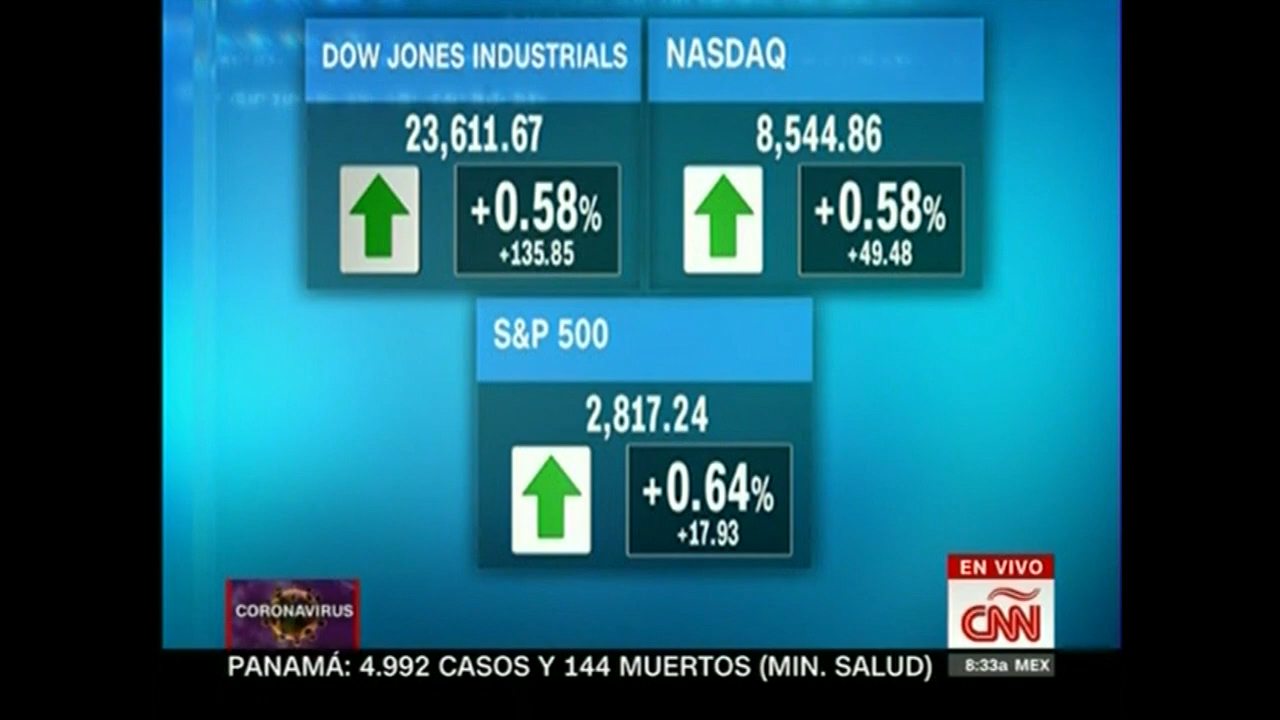 DOW JONES INDUSTRIALS
23,611.67
+0.58%
+135.85
NASDAQ
8,544.86
+0.58%
+49.48
S&P 500
2,817.24
+0.64%
+17.93
CORONAVIRUS
EN VIVO
CNN
PANAMÁ: 4.992 CASOS Y 144 MUERTOS (MIN. SALUD)
8:33a MEX